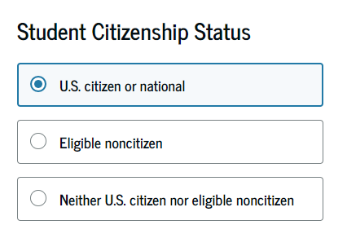 Student Citizenship Status
U.S. citizen or national
Eligible noncitizen
Neither U.S. citizen nor eligible noncitizen